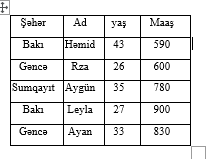 Şəhər Ad yaş Maaş
Bakı Həmid 43 590
Gəncə Rza 26 600
Sumqayıt Aygün 35 780
Bakı Leyla 27 900
Gəncə Ayan 33 830